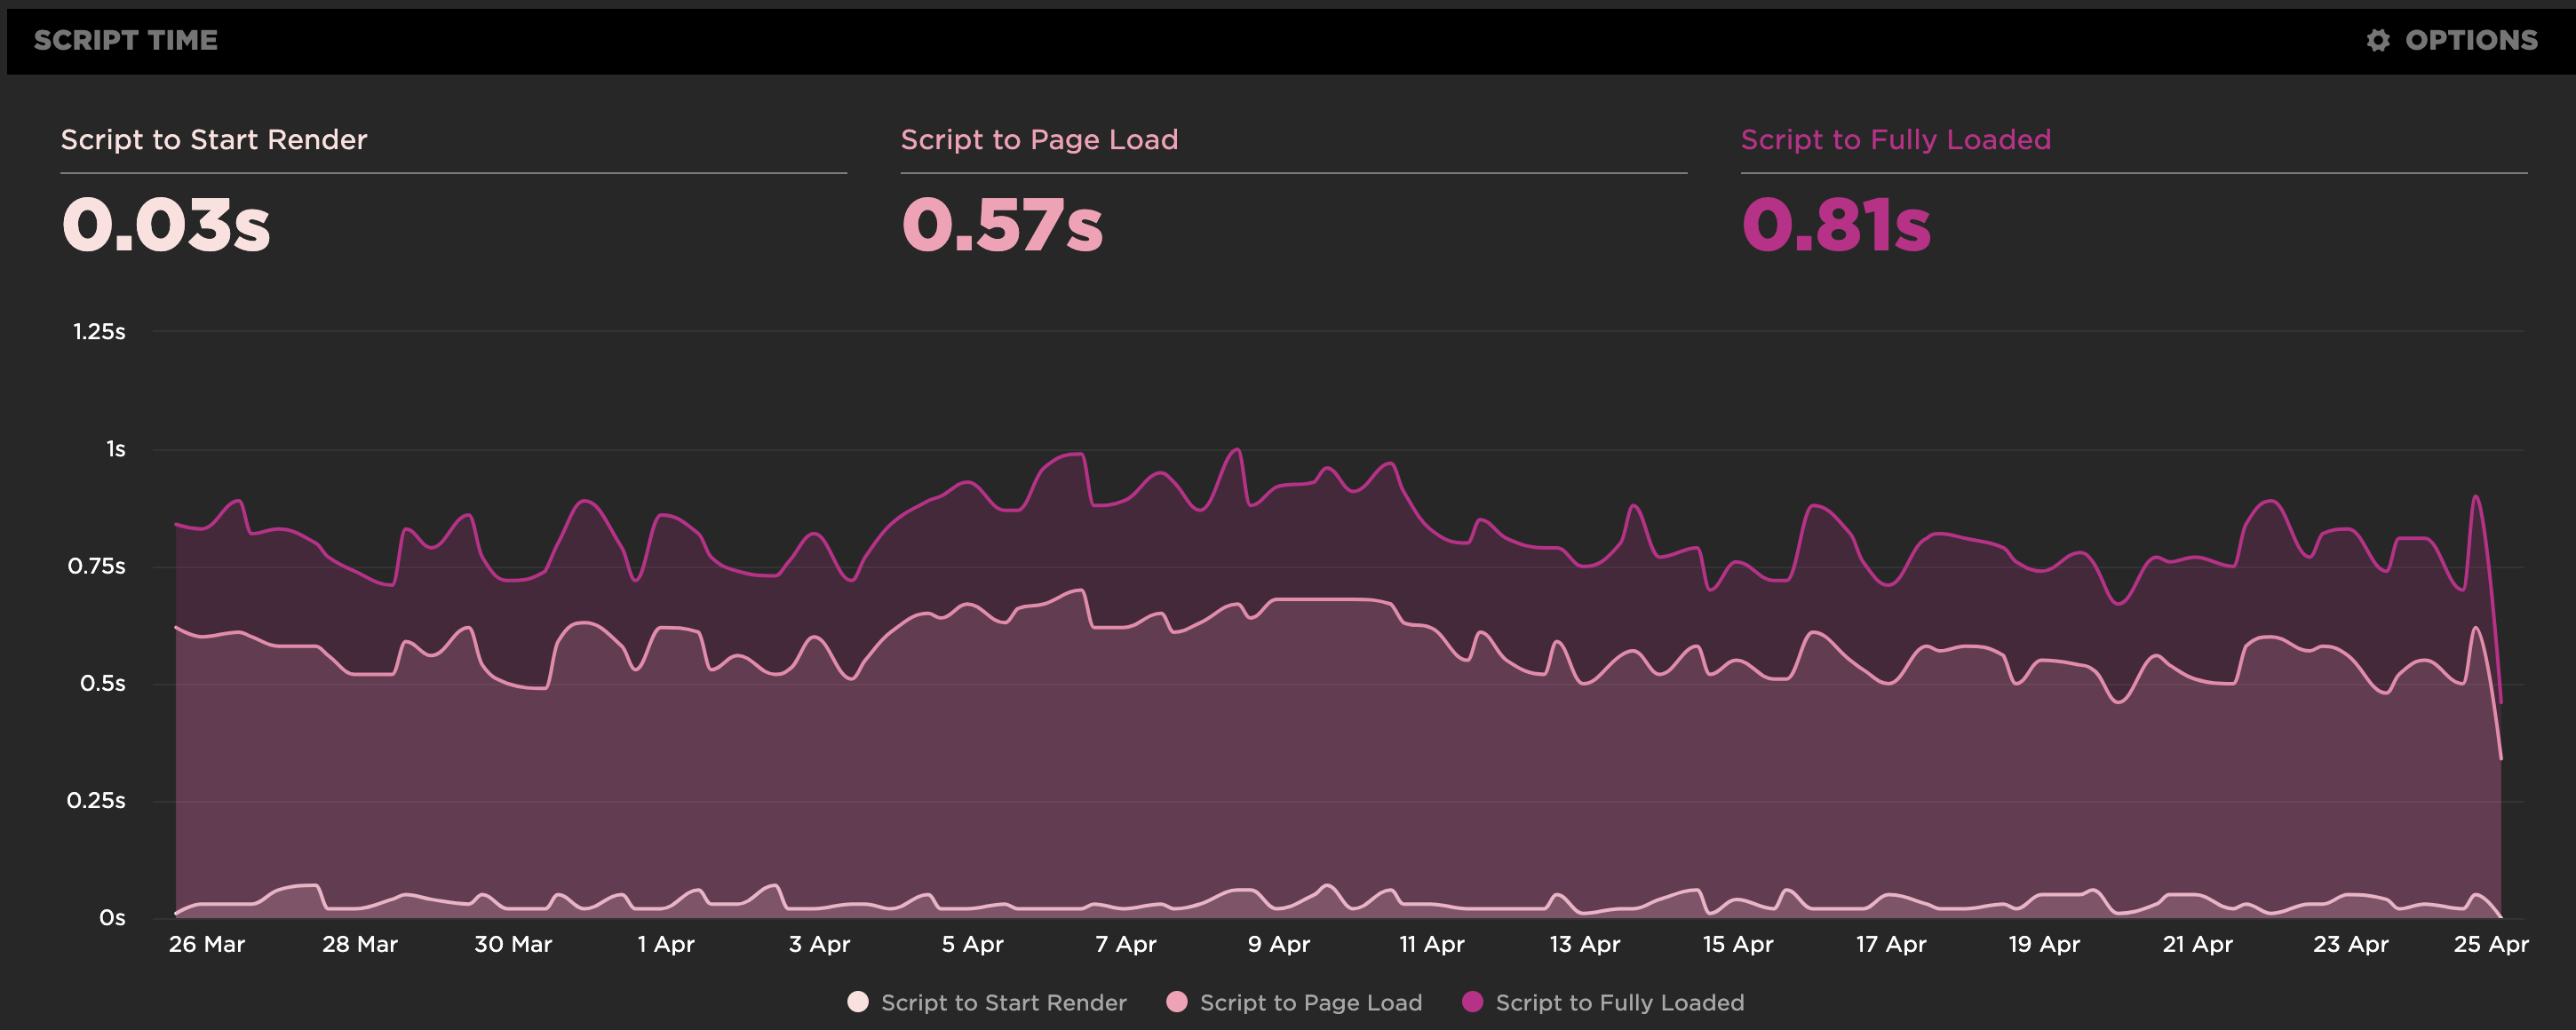 SCRIPT TIME
OPTIONS
Script to Start Render
0.03s
Script to Page Load
0.57s
Script to Fully Loaded
0.81s
1.25s
1s
0.75s
0.5s
0.25s
0s
26 Mar 28 Mar 30 Mar 1 Apr 3 Apr 5 Apr 7 Apr 9 Apr 11 Apr 13 Apr 15 Apr 17 Apr 19 Apr 21 Apr 23 Apr 25 Apr
Script to Start Render Script to Page Load Script to Fully Loaded